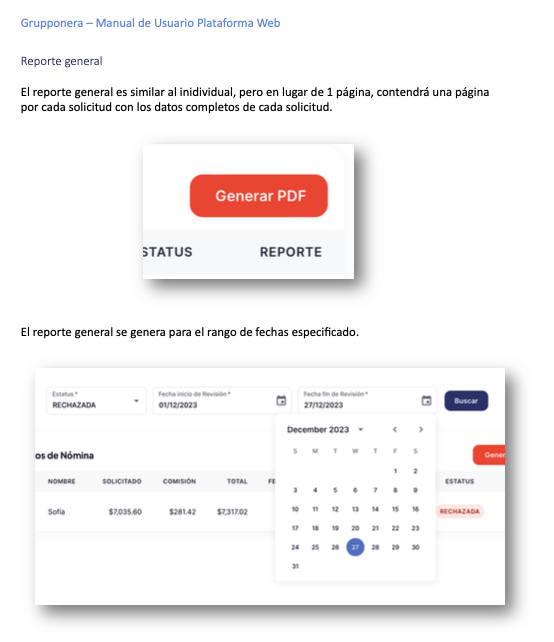 Grupponera – Manual de Usuario Plataforma Web
Reporte general
El reporte general es similar al inidividual, pero en lugar de 1 página, contendrá una página
por cada solicitud con los datos completos de cada solicitud.
Generar PDF
STATUS REPORTE
El reporte general se genera para el rango de fechas especificado.
Estatus * Fecha inicio de Revisión * Fecha fin de Revisión *
RECHAZADA 01/12/2023 27/12/2023 Buscar
December 2023
os de Nómina Gener
S M T W T F S
1 2
NOMBRE SOLICITADO COMISIÓN TOTAL FE ESTATUS
3 4 5 6 7 8 9
Sofía $7,035.60 $281.42 $7,317.02 RECHAZADA
10 11 12 13 14 15 16
17 18 19 20 21 22 23
24 25 26 27 28 29 30
31